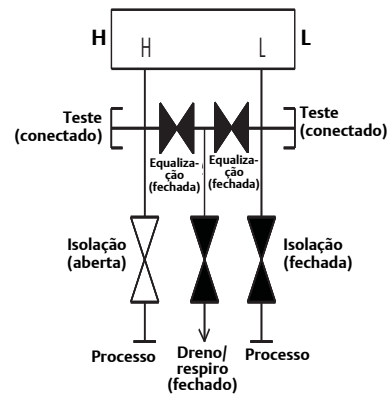 H
H
L
L
Teste
(conectado)
Teste
(conectado)
Equaliza-
ção
(fechada)
Equaliza-
ção
(fechada)
Isolação
(aberta)
Isolação
(fechada)
Processo
Dreno/
respiro
(fechado)
Processo